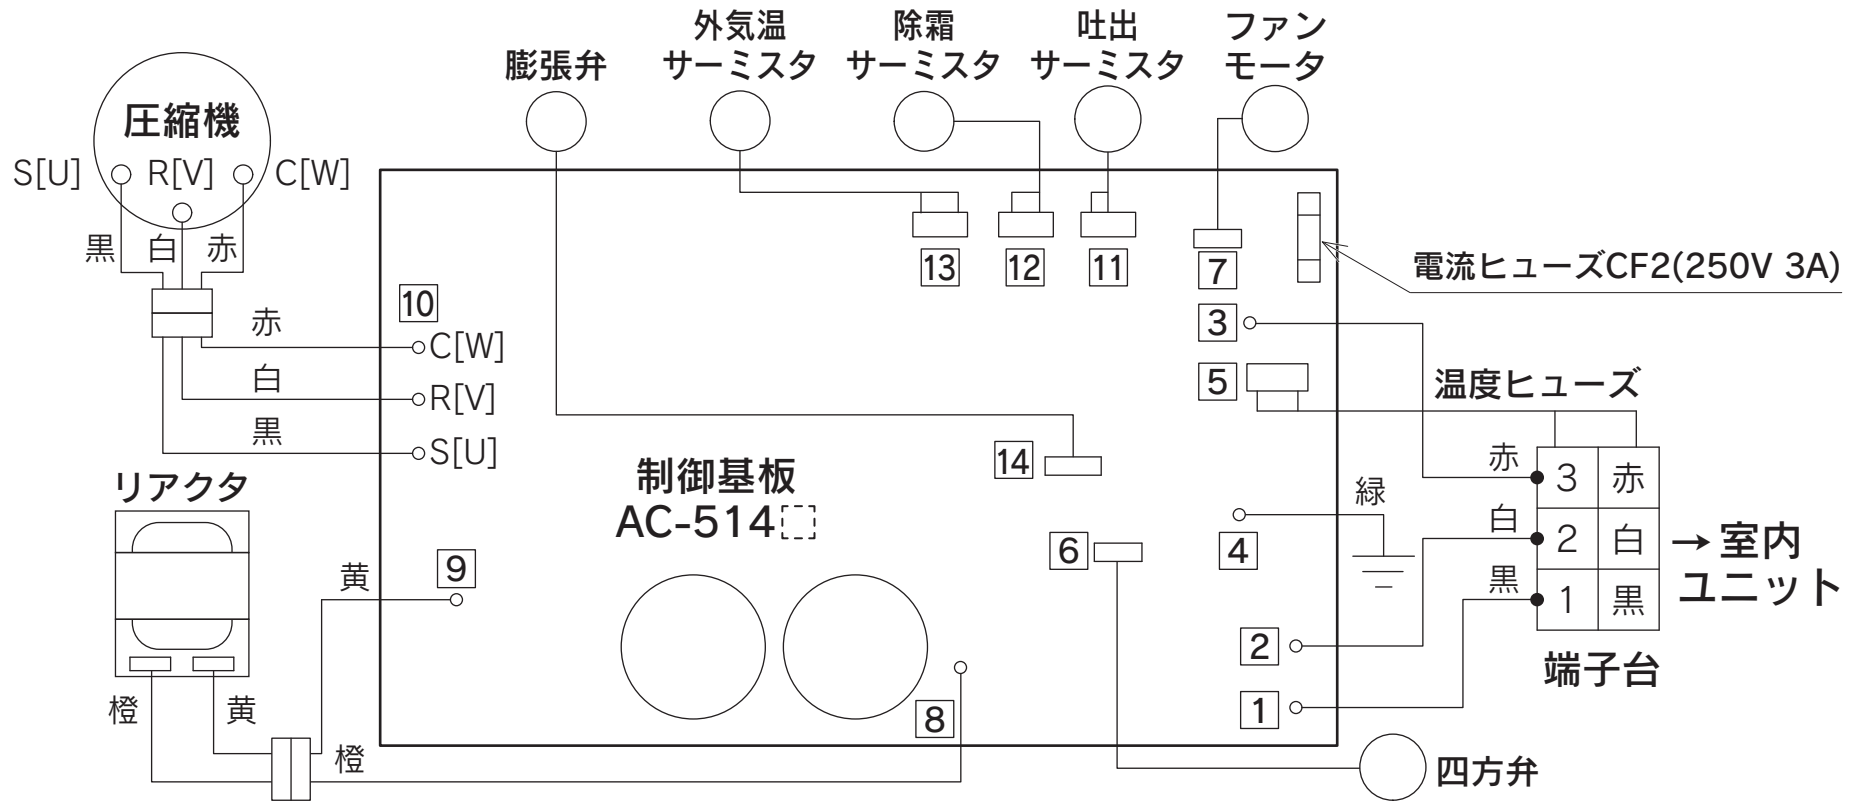 膨張弁
外気温
サーミスタ
除霜
サーミスタ
吐出
サーミスタ
ファン
モータ
圧縮機
S[U]
R[V]
C[W]
黒
白
赤
13
12
11
7
電流ヒューズCF2(250V 3A)
10
赤
C[W]
白
R[V]
黒
S[U]
3
5
温度ヒューズ
14
制御基板
AC-514
リアクタ
9
黄
橙
黄
橙
8
6
4
緑
赤
3
赤
白
2
白
黒
1
黒
→室内
ユニット
端子台
2
1
四方弁